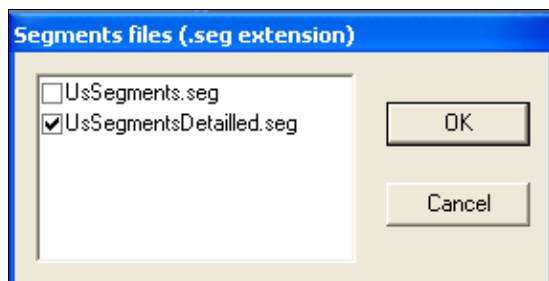 Segments files (.seg extension)
UsSegments.seg
UsSegmentsDetailled.seg
OK
Cancel